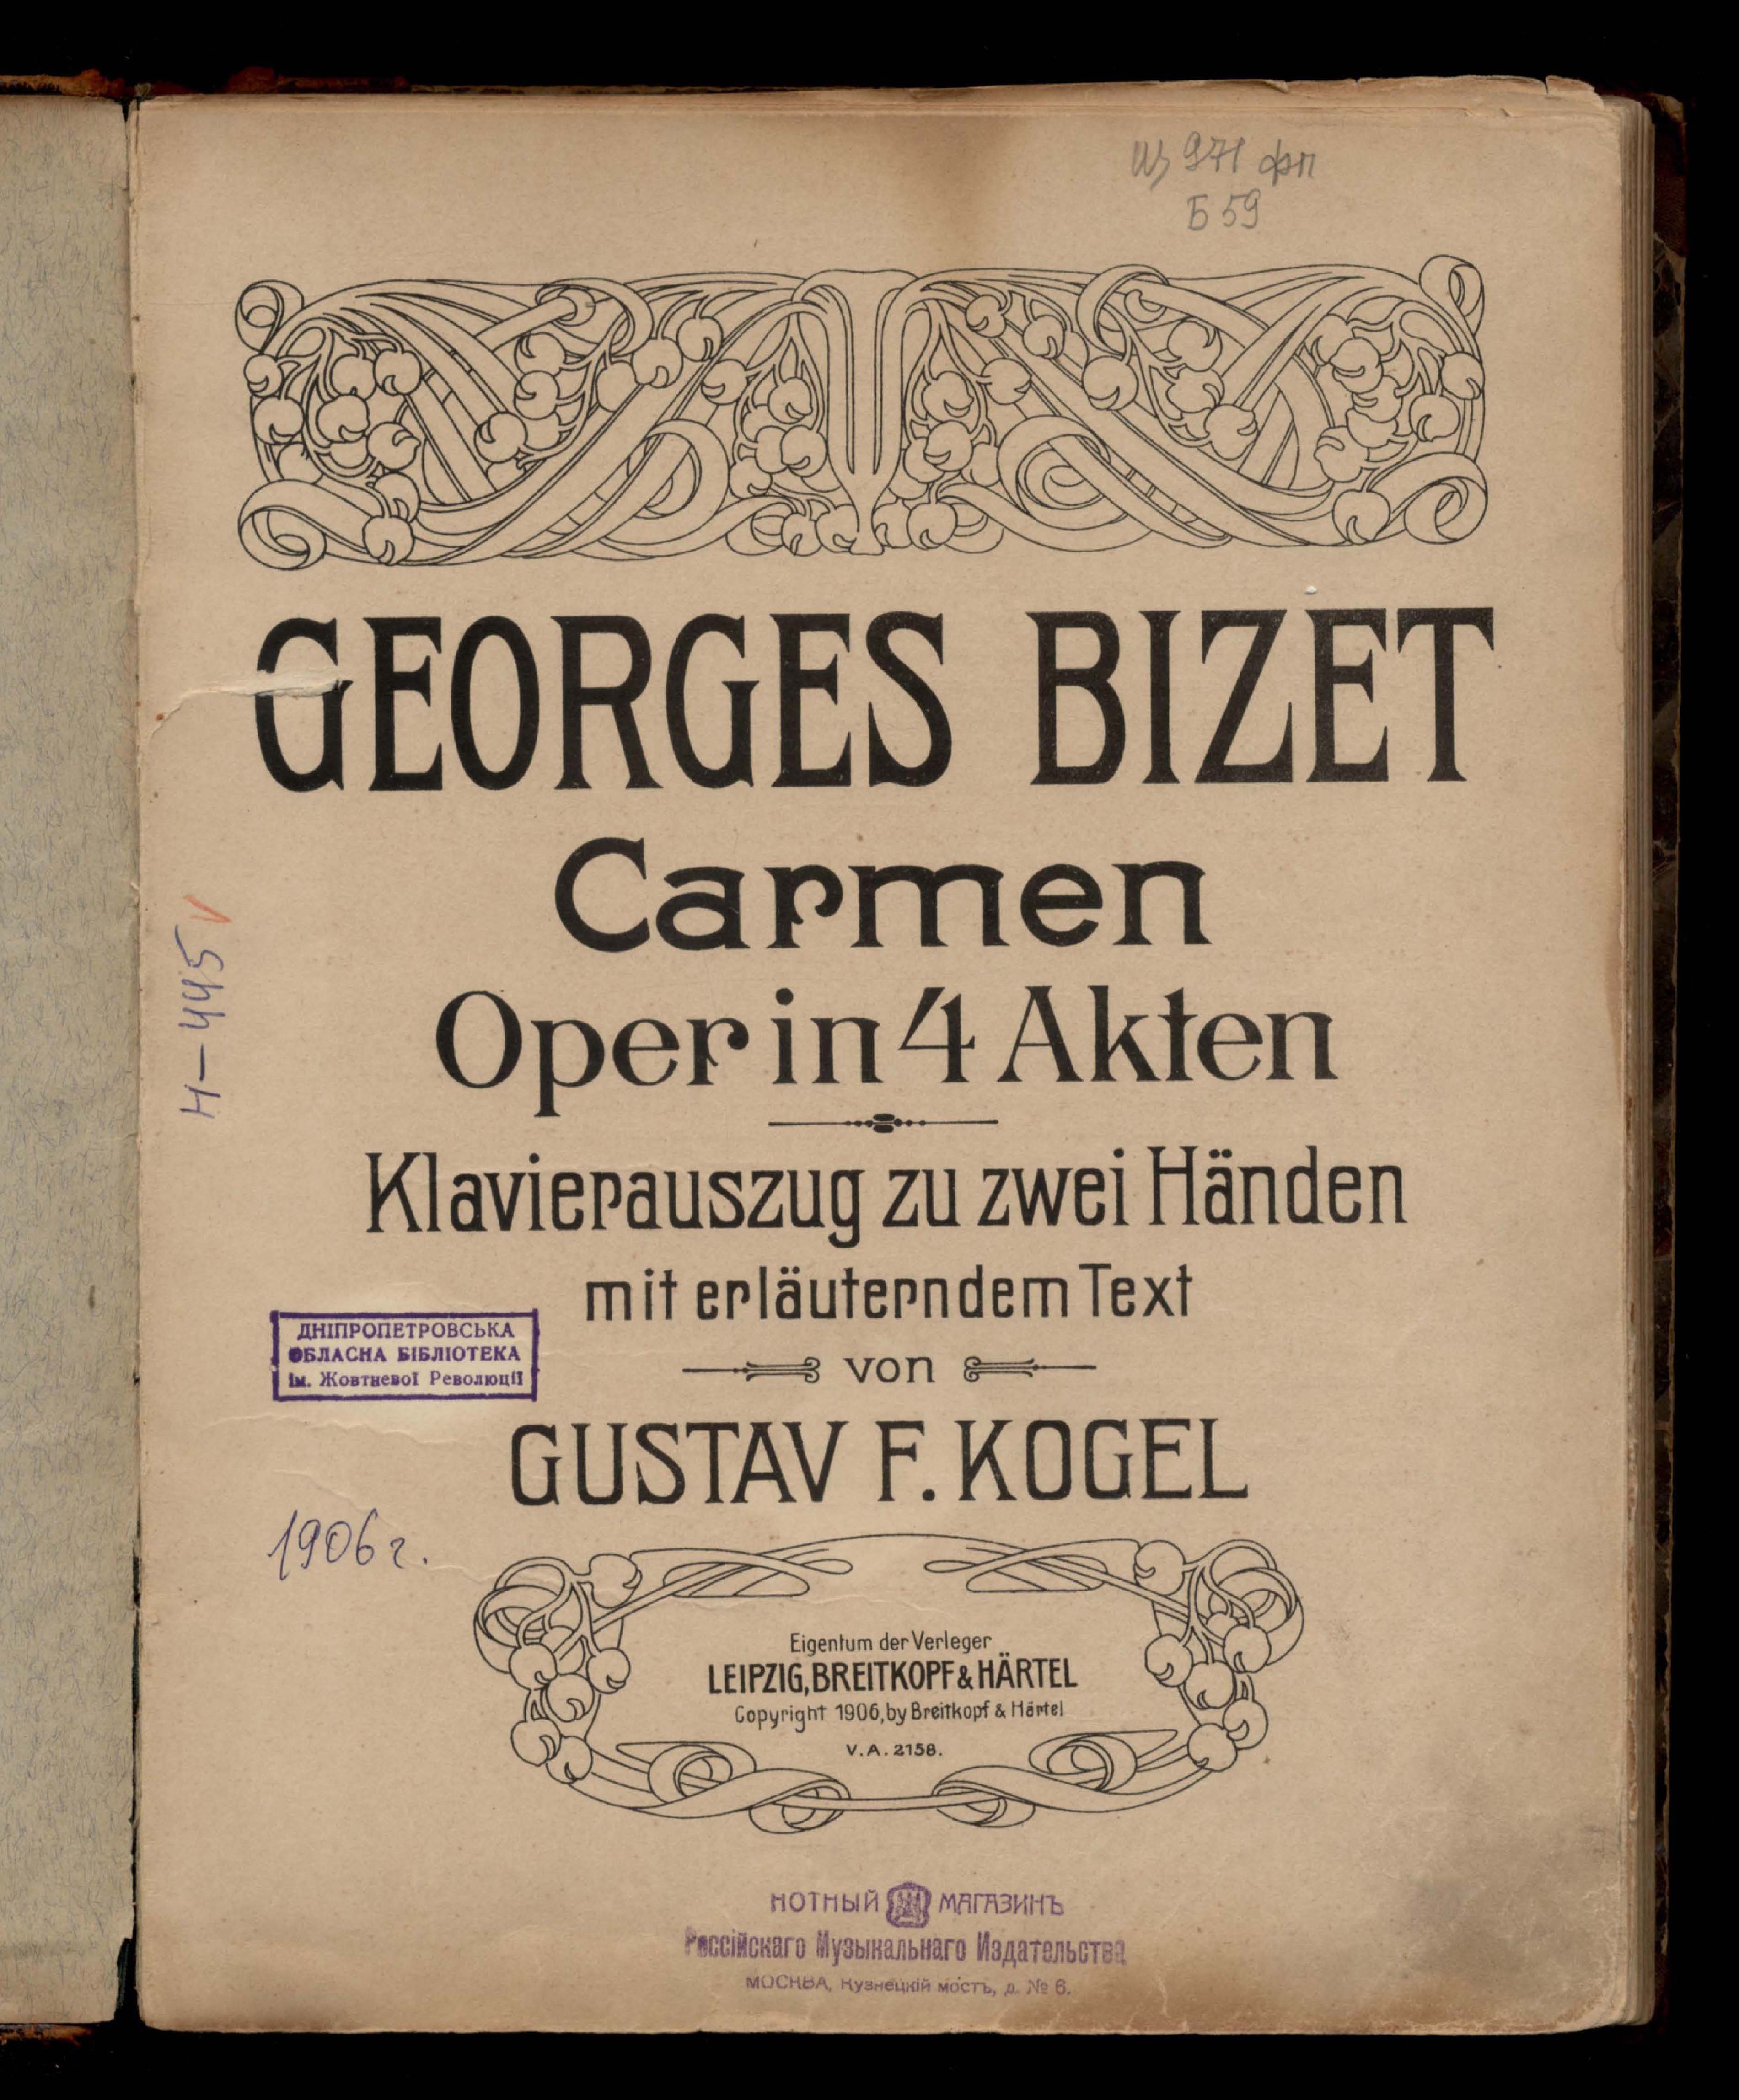 Щ 971 фп
Б 59
GEORGES BIZET
Carmen
Oper in 4 Akten
Klavierauszug zu zwei Händen
mit erläuterndem Text
von
GUSTAV F. KOGEL
Н-445
ДНІПРОПЕТРОВСЬКА
ОБЛАСНА БІБЛІОТЕКА
ім. Жовтневої Революції
1906 г.
Eigentum der Verleger
LEIPZIG, BREITKOPF & HÄRTEL
Copyright 1906, by Breitkopf & Härtel
V. A. 2158.
НОТНЫЙ МАГАЗИНЪ
Россійскаго Музыкальнаго Издательства
МОСКВА, Кузнецкій мостъ, д. № 6.